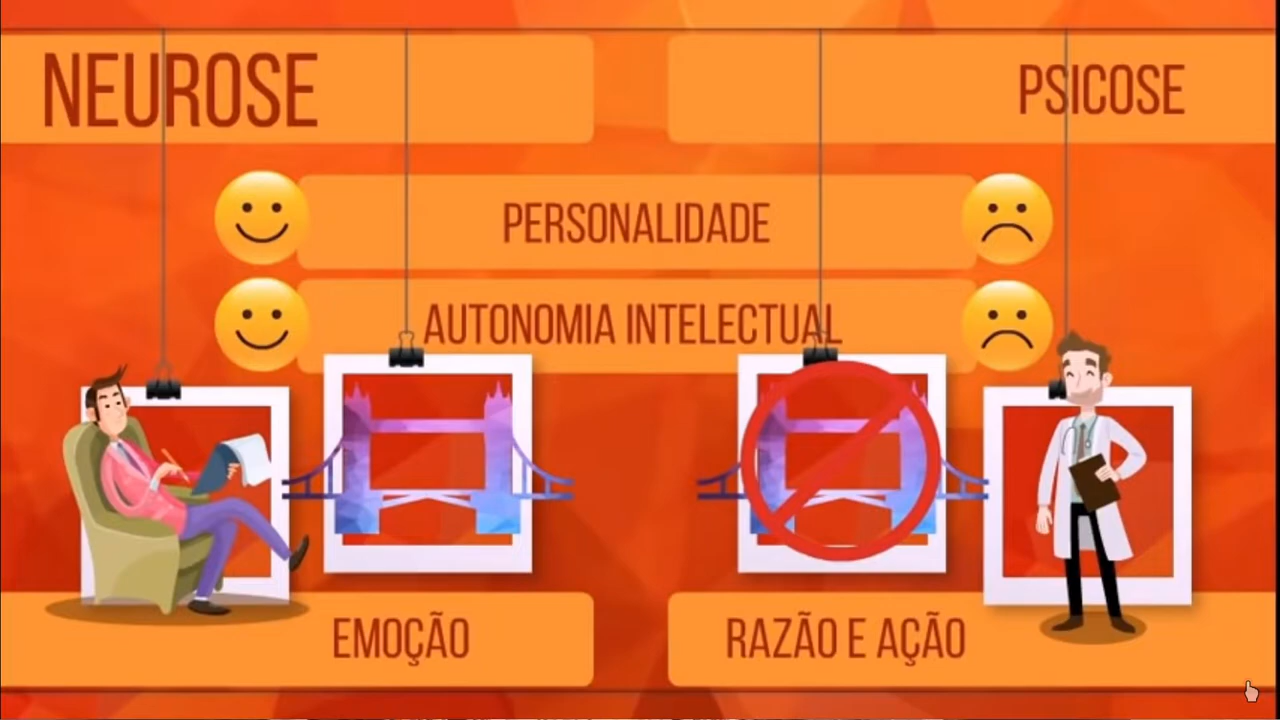 NEUROSE
PSICOSE
PERSONALIDADE
AUTONOMIA INTELECTUAL
EMOÇÃO
RAZÃO E AÇÃO